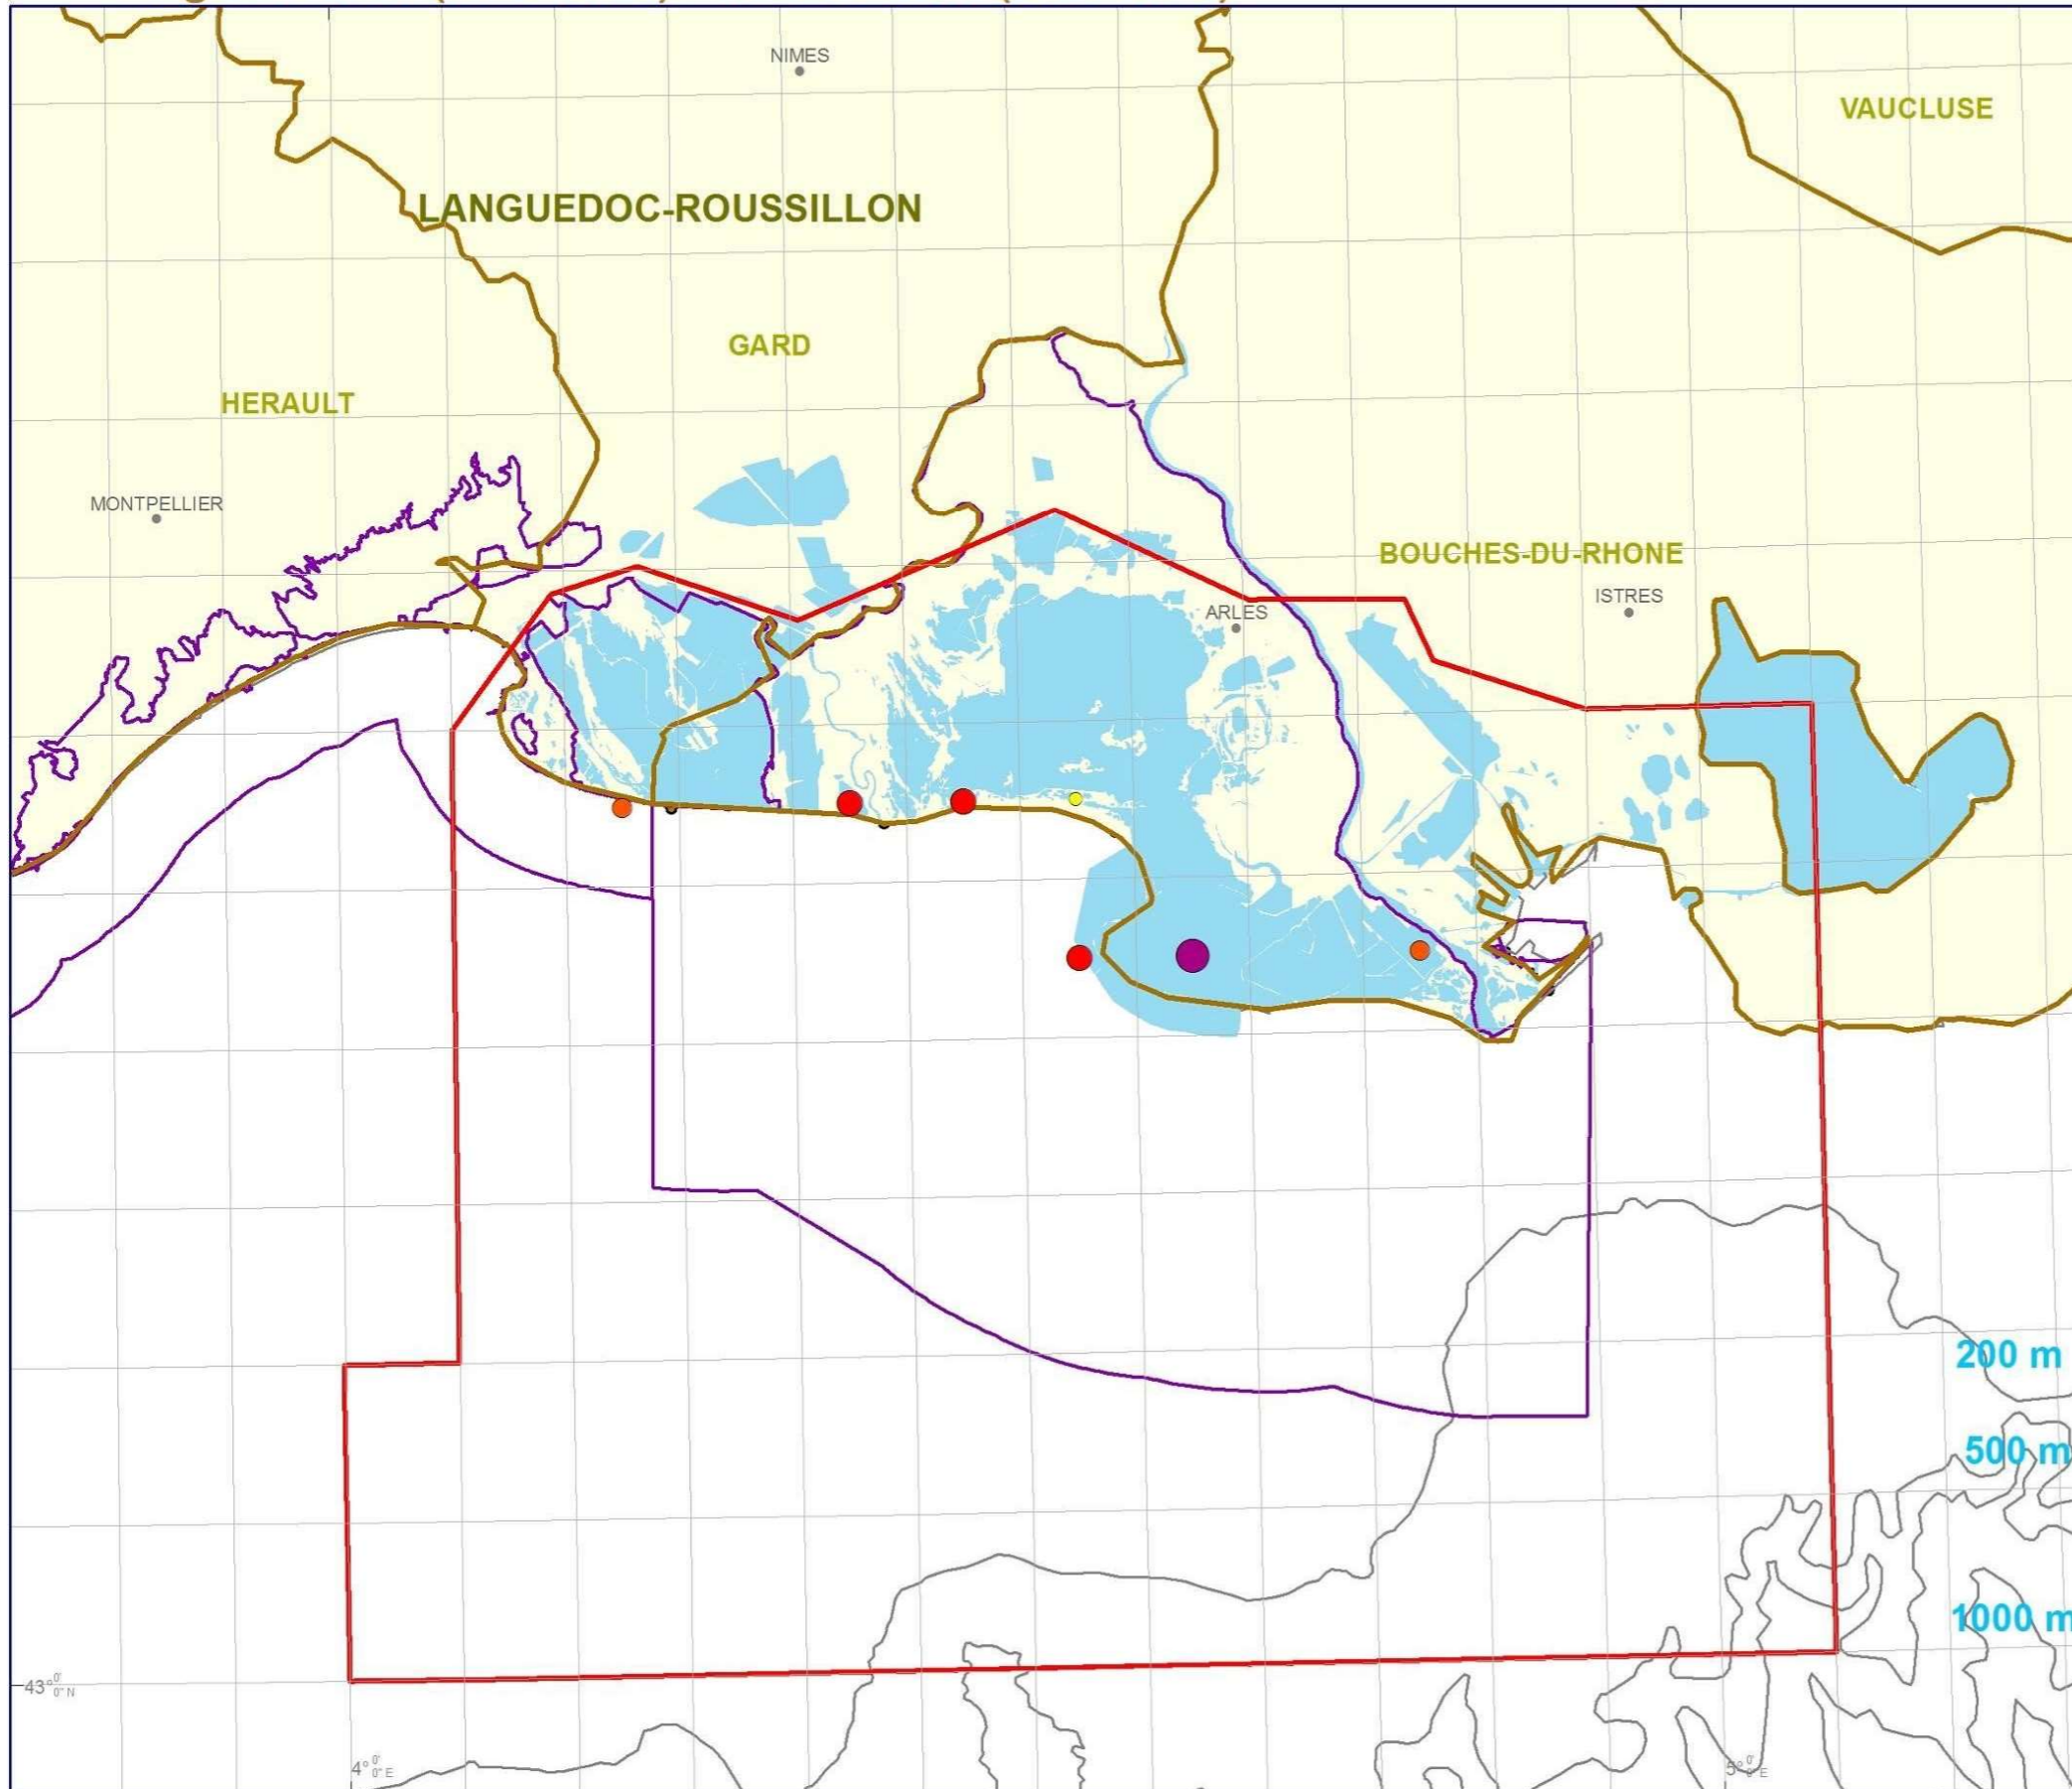 NIMES
VAUCLUSE
LANGUEDOC-ROUSSILLON
GARD
HERAULT
MONTPELLIER
BOUCHES-DU-RHONE
ISTRES
ARLES
200 m
500 m
1000 m
43°0'0"N
4°0'0"E
5°0'0"E